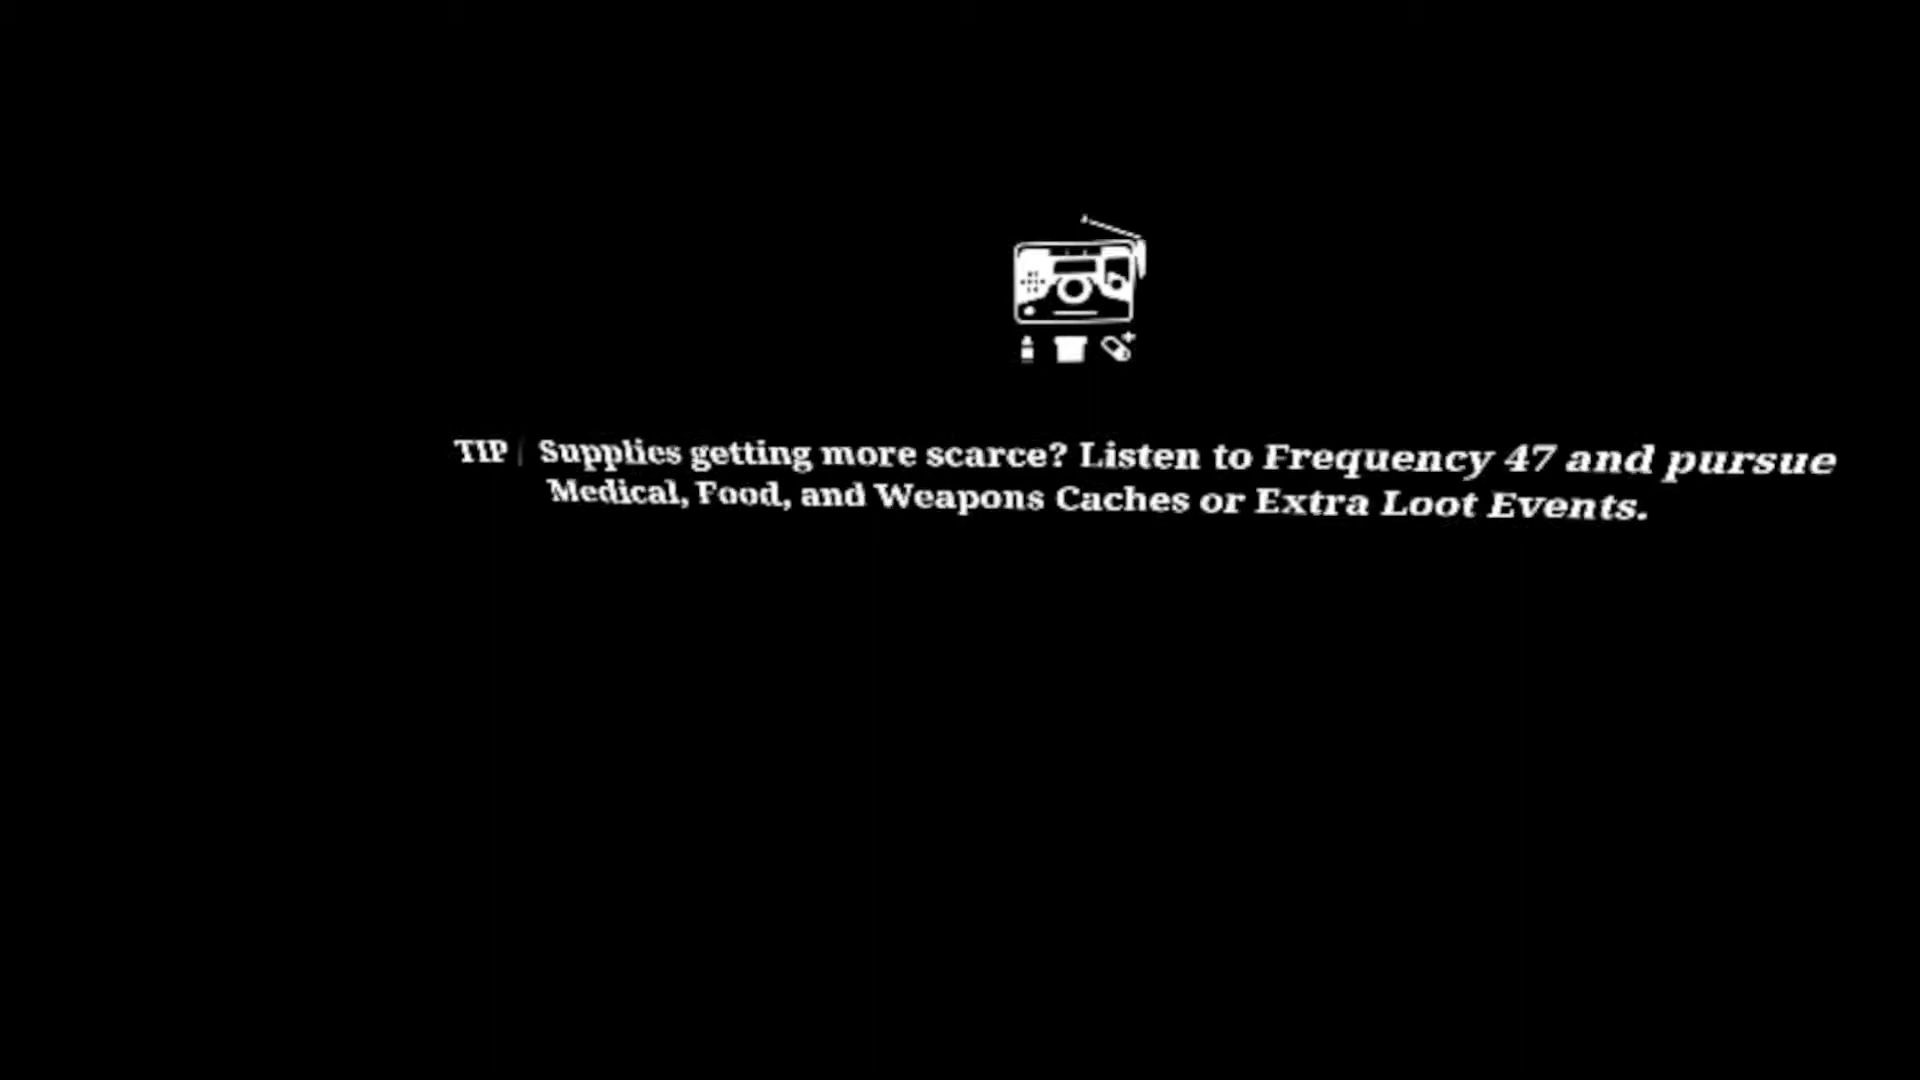 TIP | Supplies getting more scarce? Listen to Frequency 47 and pursue
Medical, Food, and Weapons Caches or Extra Loot Events.